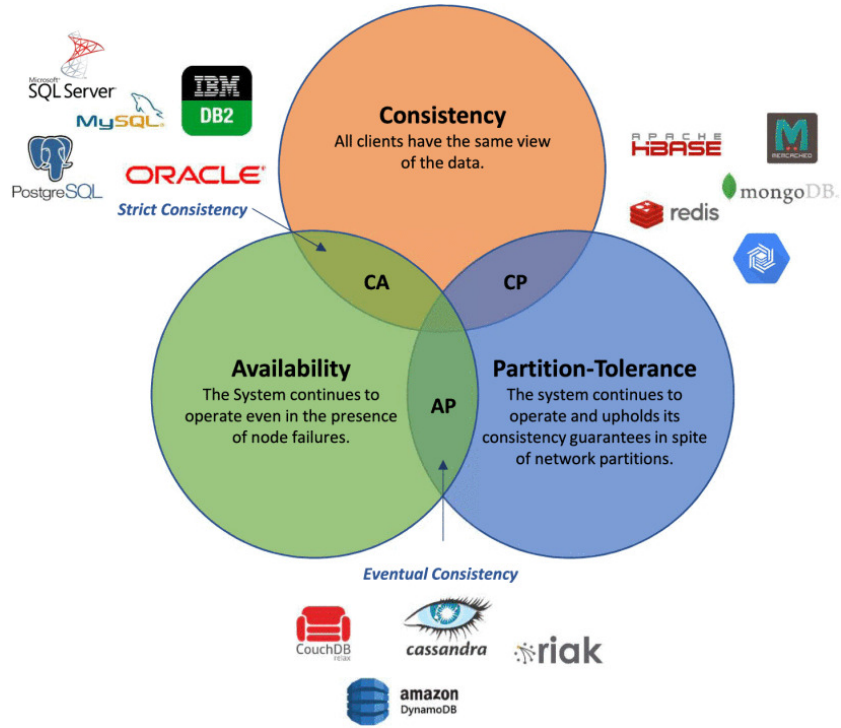 Microsoft
SQL Server
MySQL
IBM
DB2
PostgreSQL
ORACLE
Strict Consistency
Consistency
All clients have the same view
of the data.
APACHE
HBASE
MEMCACHED
mongoDB
redis
CA
CP
Availability
The System continues to
operate even in the presence
of node failures.
AP
Partition-Tolerance
The system continues to
operate and upholds its
consistency guarantees in spite
of network partitions.
Eventual Consistency
CouchDB
relax
cassandra
riak
amazon
DynamoDB